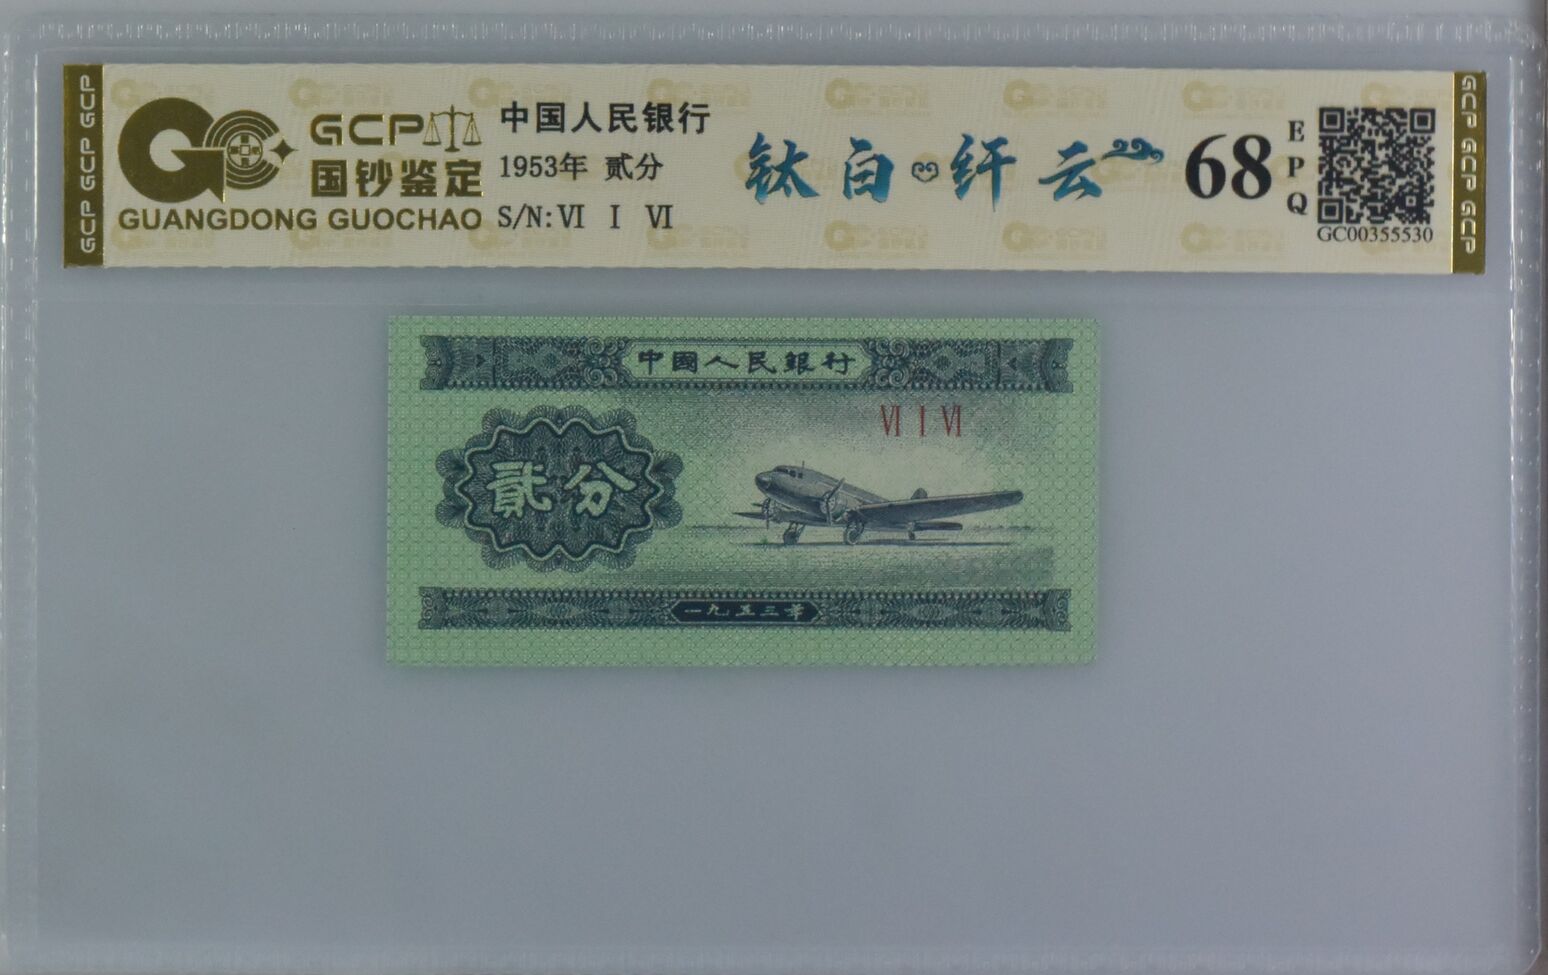 GCP GCP GCP
GCP
国钞鉴定
GUANGDONG GUOCHAO
中国人民银行
1953年 贰分
S/N:Ⅵ Ⅰ Ⅵ
钛白纤云
68
EPQ
GC00355530
GCP GCP GCP
中國人民銀行
Ⅵ Ⅰ Ⅵ
貳分
一九五三年